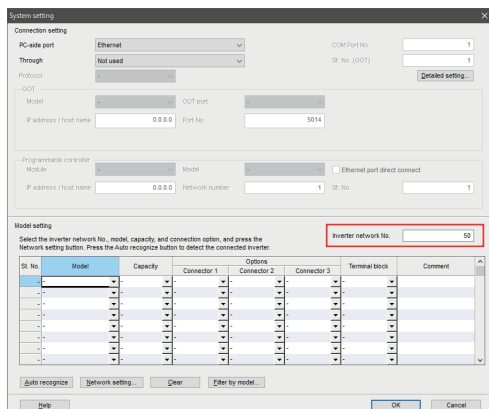 System setting
Connection setting
PC-side port Ethernet COM Port No. 1
Through Not used St. No. (GOT) 1
Protocol - Detailed setting...
GOT
Model - OUT port -
IP address / host name 0.0.0.0 Port No. 5014
Programmable controller
Module - Model - Ethernet port direct connect
IP address / host name 0.0.0.0 Network number 1 St. No. 1
Model setting
Select the inverter network No., model, capacity, and connection option, and press the
Network setting button. Press the Auto recognize button to detect the connected inverter.
Inverter network No. 50
St. No. Model Capacity Options Terminal block Comment
Connector 1 Connector 2 Connector 3
- - - - - - -
- - - - - - -
- - - - - - -
- - - - - - -
- - - - - - -
- - - - - - -
- - - - - - -
Auto recognize Network setting... Clear Filter by model...
Help OK Cancel